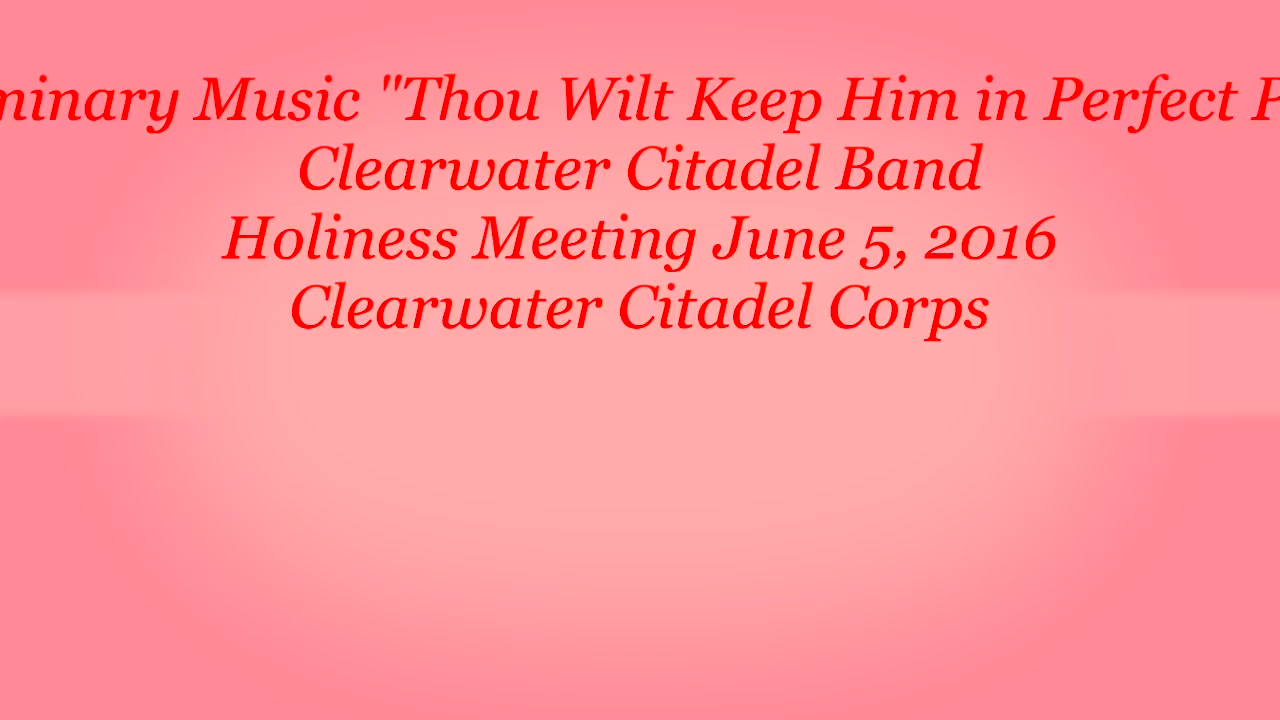 minary Music "Thou Wilt Keep Him in Perfect P
Clearwater Citadel Band
Holiness Meeting June 5, 2016
Clearwater Citadel Corps